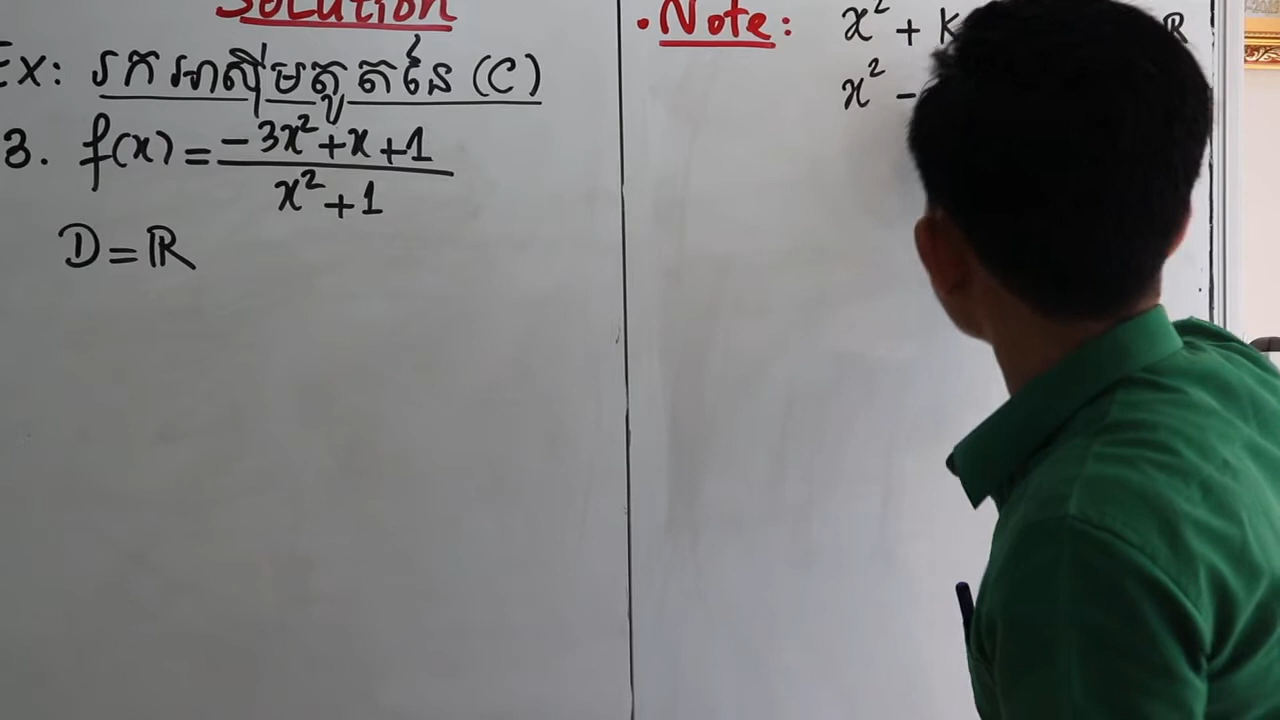 Solution
Ex: រកអាស៊ីមតូតនៃ (C)
3. f(x) = (-3x² + x + 1)/(x² + 1)
D = ℝ
• Note: x² + K ℝ
x² -